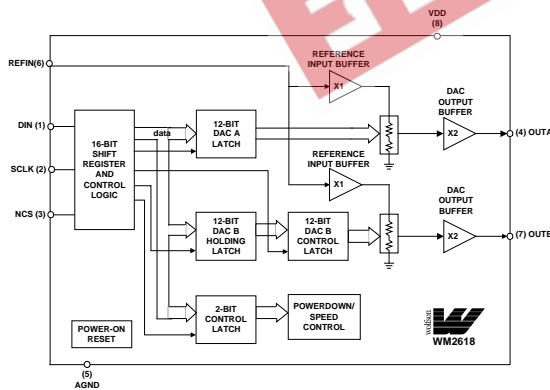 VDD
(8)
REFERENCE
INPUT BUFFER
REFIN(6)
X1
DAC
OUTPUT
BUFFER
DIN (1)
16-BIT
SHIFT
REGISTER
AND
CONTROL
LOGIC
data
12-BIT
DAC A
LATCH
X2
(4) OUTA
REFERENCE
INPUT BUFFER
SCLK (2)
X1
DAC
OUTPUT
BUFFER
NCS (3)
12-BIT
DAC B
HOLDING
LATCH
12-BIT
DAC B
CONTROL
LATCH
X2
(7) OUTB
2-BIT
CONTROL
LATCH
POWERDOWN/
SPEED
CONTROL
POWER-ON
RESET
wolfson
WM2618
(5)
AGND